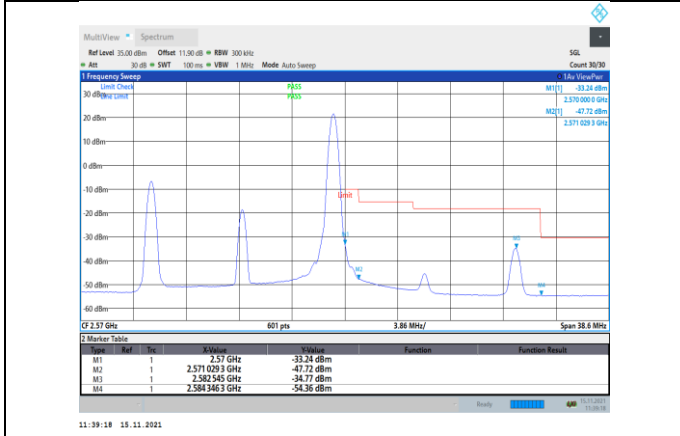 MultiView Spectrum
Ref Level 35.00 dBm Offset 11.90 dB RBW 300 kHz SGL
Att 30 dB SWT 100 ms VBW 1 MHz Mode Auto Sweep Count 30/30
1 Frequency Sweep 1Av ViewPwr
Limit Check PASS M1[1] -33.24 dBm
30 dBm Line Limit PASS 2.570 000 0 GHz
M2[1] -47.72 dBm
20 dBm 2.571 029 3 GHz
10 dBm
0 dBm
-10 dBm
Limit
-20 dBm
-30 dBm
M1 M3
-40 dBm
M2
-50 dBm M4
-60 dBm
CF 2.57 GHz 601 pts 3.86 MHz/ Span 38.6 MHz
2 Marker Table
Type Ref Trc X-Value Y-Value Function Function Result
M1 1 2.57 GHz -33.24 dBm
M2 1 2.571 029 3 GHz -47.72 dBm
M3 1 2.582 545 GHz -34.77 dBm
M4 1 2.584 346 3 GHz -54.36 dBm
Ready 15.11.2021
11:39:18
11:39:18 15.11.2021